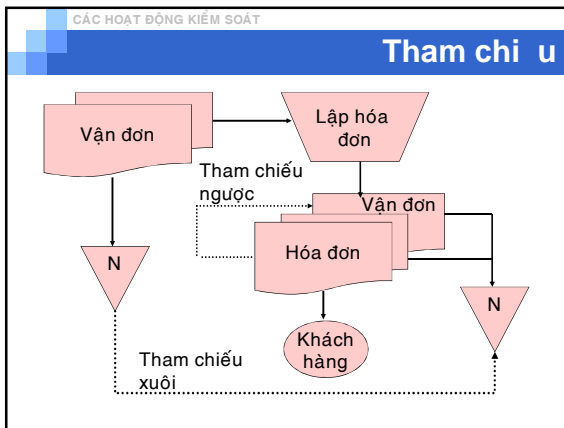 CÁC HOẠT ĐỘNG KIỂM SOÁT
Tham chi u
Vận đơn
Lập hóa
đơn
Tham chiếu
ngược
Vận đơn
Hóa đơn
N
N
Khách
hàng
Tham chiếu
xuôi